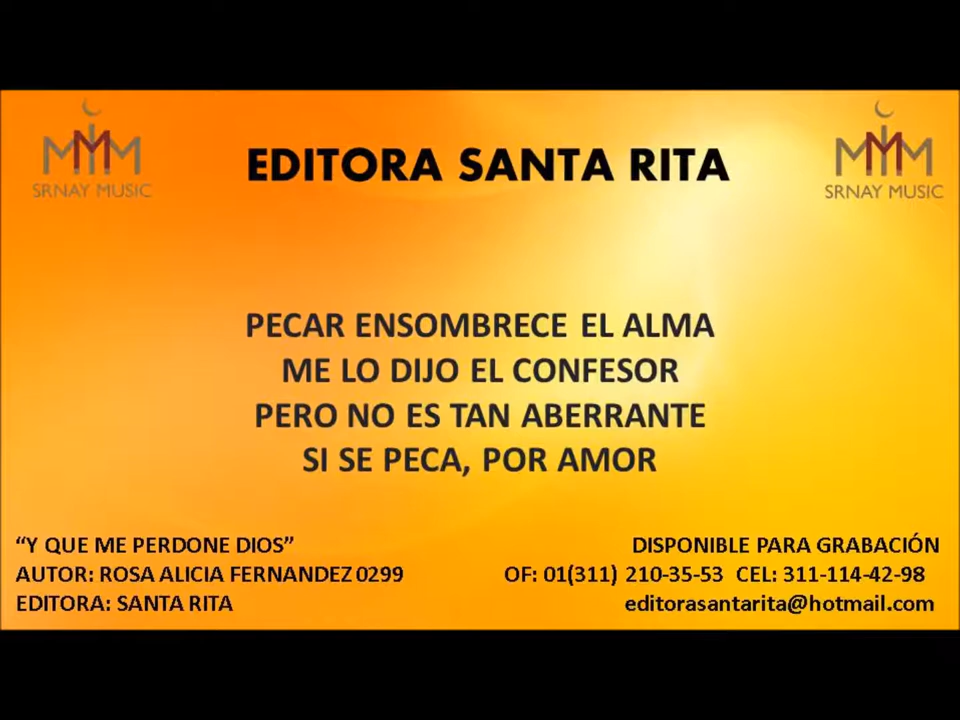 SRNAY MUSIC
EDITORA SANTA RITA
SRNAY MUSIC
PECAR ENSOMBRECE EL ALMA
ME LO DIJO EL CONFESOR
PERO NO ES TAN ABERRANTE
SI SE PECA, POR AMOR
“Y QUE ME PERDONE DIOS”
AUTOR: ROSA ALICIA FERNANDEZ 0299
EDITORA: SANTA RITA
DISPONIBLE PARA GRABACIÓN
OF: 01(311) 210-35-53 CEL: 311-114-42-98
editorasantarita@hotmail.com